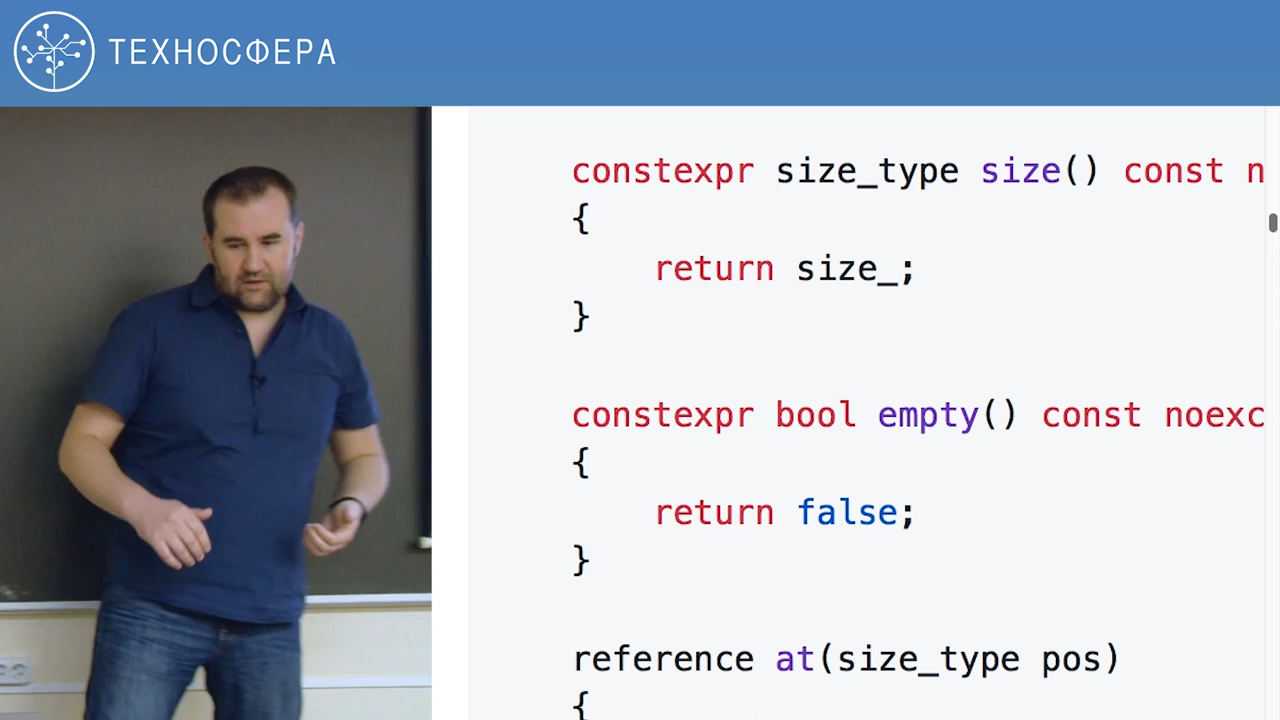 ТЕХНОСФЕРА
constexpr size_type size() const n
{
    return size_;
}
constexpr bool empty() const noexc
{
    return false;
}
reference at(size_type pos)
{